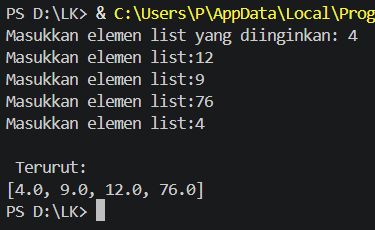 PS D:\LK> & C:\Users\P\AppData\Local\Prog
Masukkan elemen list yang diinginkan: 4
Masukkan elemen list:12
Masukkan elemen list:9
Masukkan elemen list:76
Masukkan elemen list:4
Terurut:
[4.0, 9.0, 12.0, 76.0]
PS D:\LK>